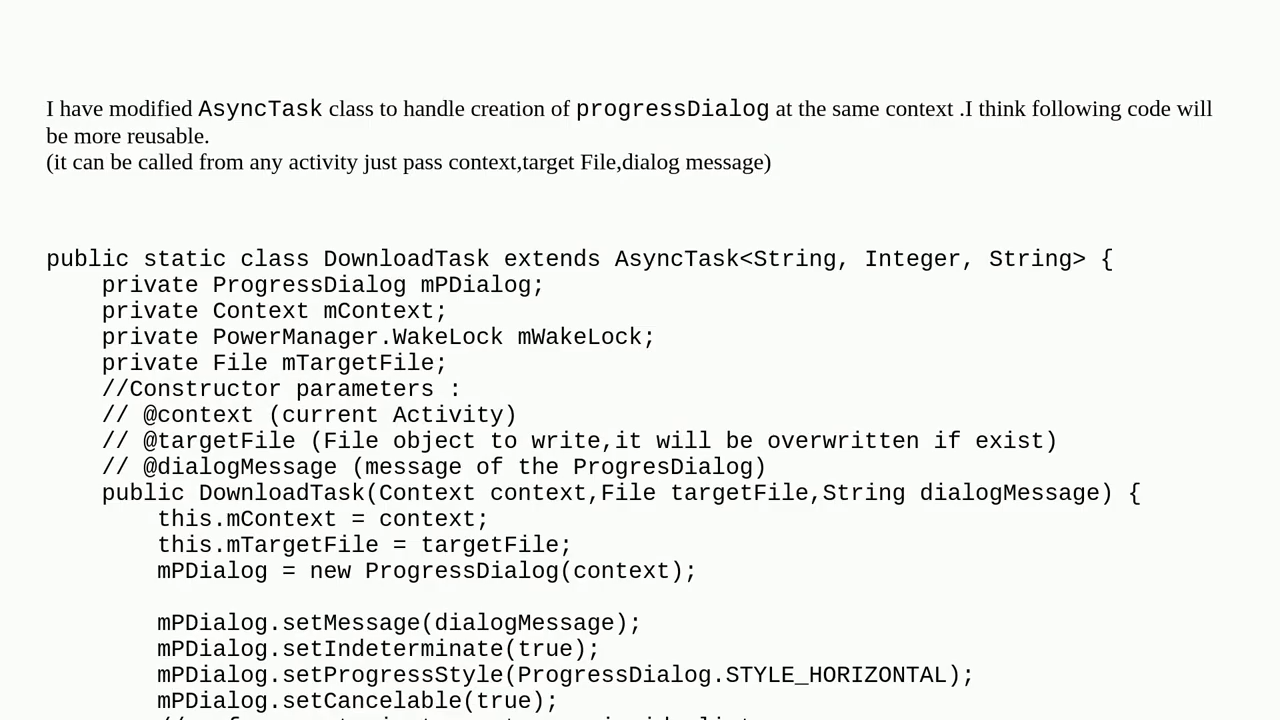 I have modified AsyncTask class to handle creation of progressDialog at the same context .I think following code will
be more reusable.
(it can be called from any activity just pass context,target File,dialog message)
public static class DownloadTask extends AsyncTask<String, Integer, String> {
    private ProgressDialog mPDialog;
    private Context mContext;
    private PowerManager.WakeLock mWakeLock;
    private File mTargetFile;
    //Constructor parameters :
    // @context (current Activity)
    // @targetFile (File object to write,it will be overwritten if exist)
    // @dialogMessage (message of the ProgresDialog)
    public DownloadTask(Context context,File targetFile,String dialogMessage) {
        this.mContext = context;
        this.mTargetFile = targetFile;
        mPDialog = new ProgressDialog(context);
        mPDialog.setMessage(dialogMessage);
        mPDialog.setIndeterminate(true);
        mPDialog.setProgressStyle(ProgressDialog.STYLE_HORIZONTAL);
        mPDialog.setCancelable(true);